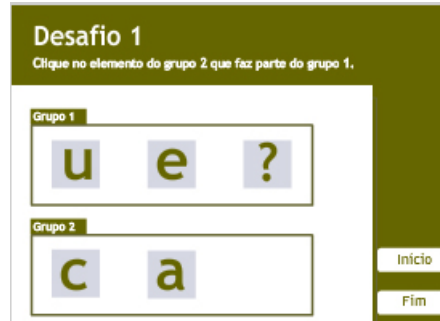 Desafio 1
Clique no elemento do grupo 2 que faz parte do grupo 1.
Grupo 1
u e ?
Grupo 2
c a
Início
Fim